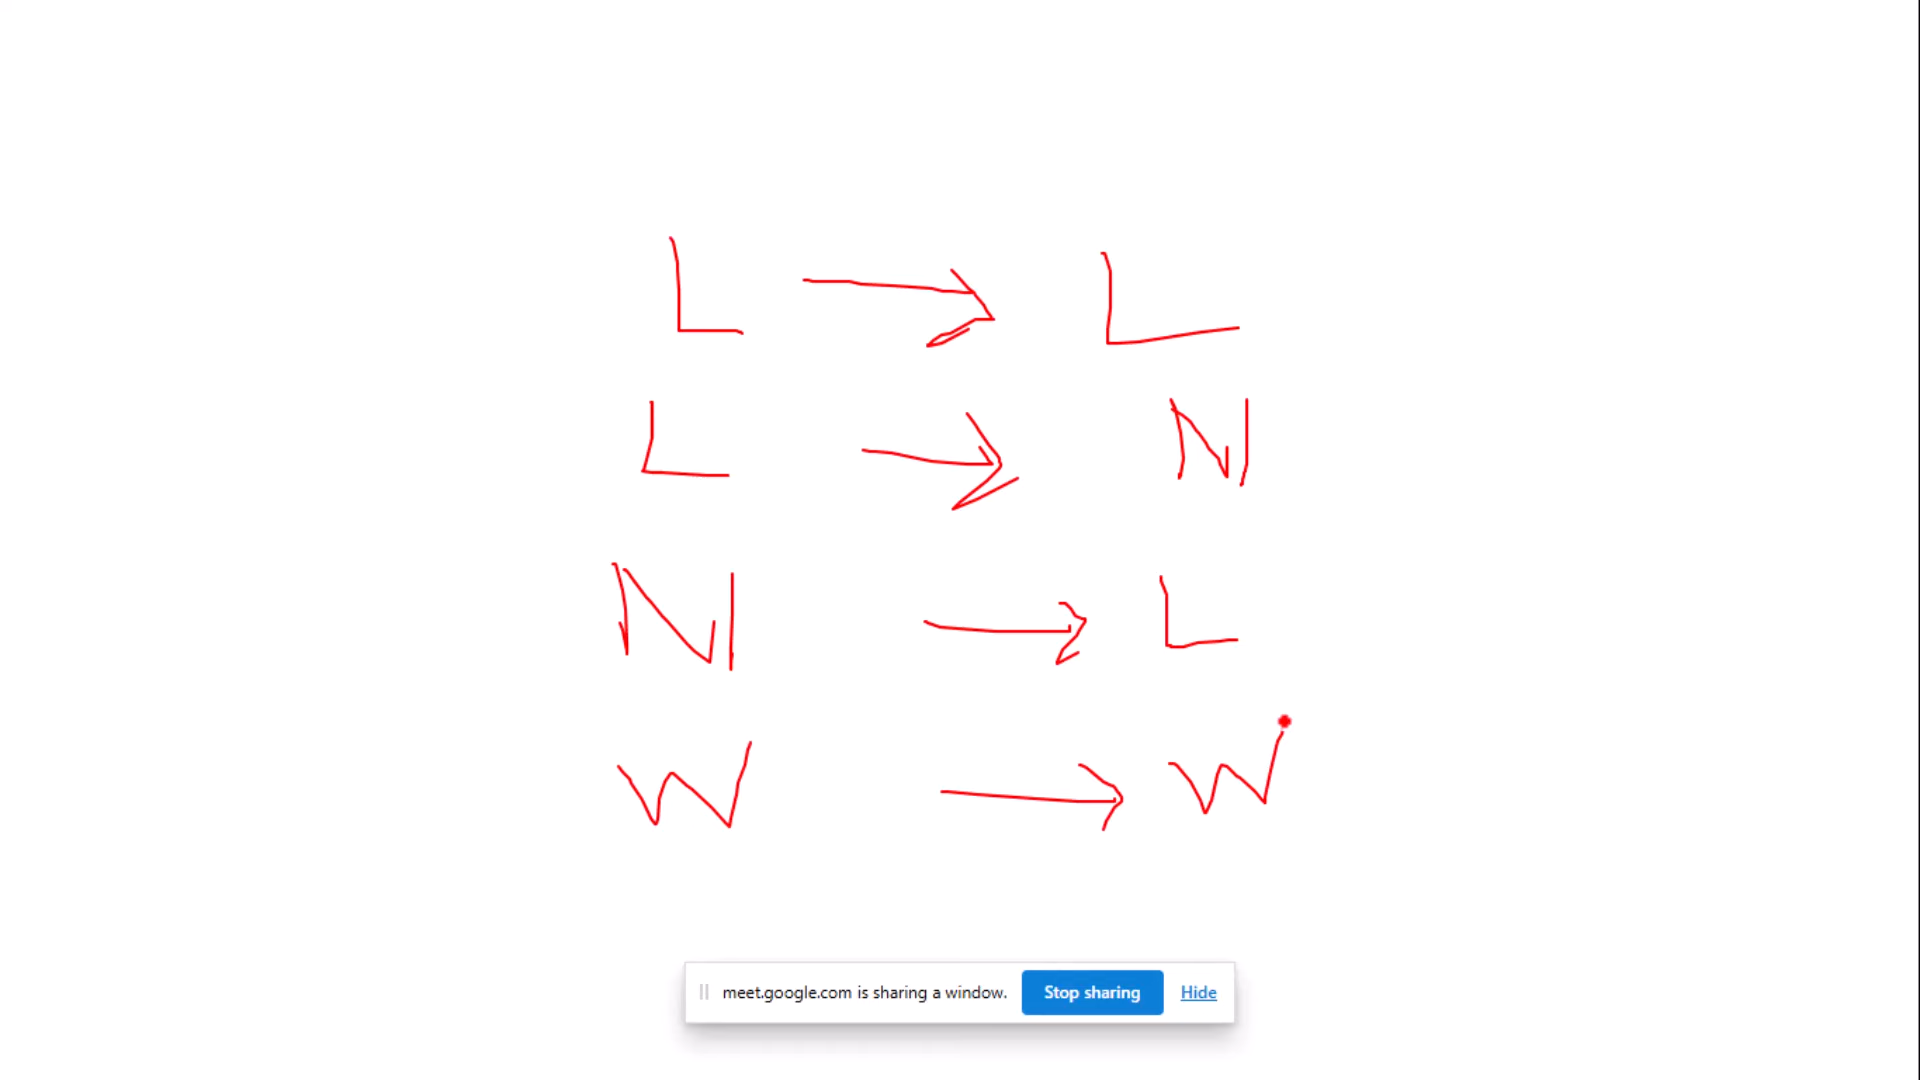 L → L
L → N
N → L
W → W
meet.google.com is sharing a window. Stop sharing Hide